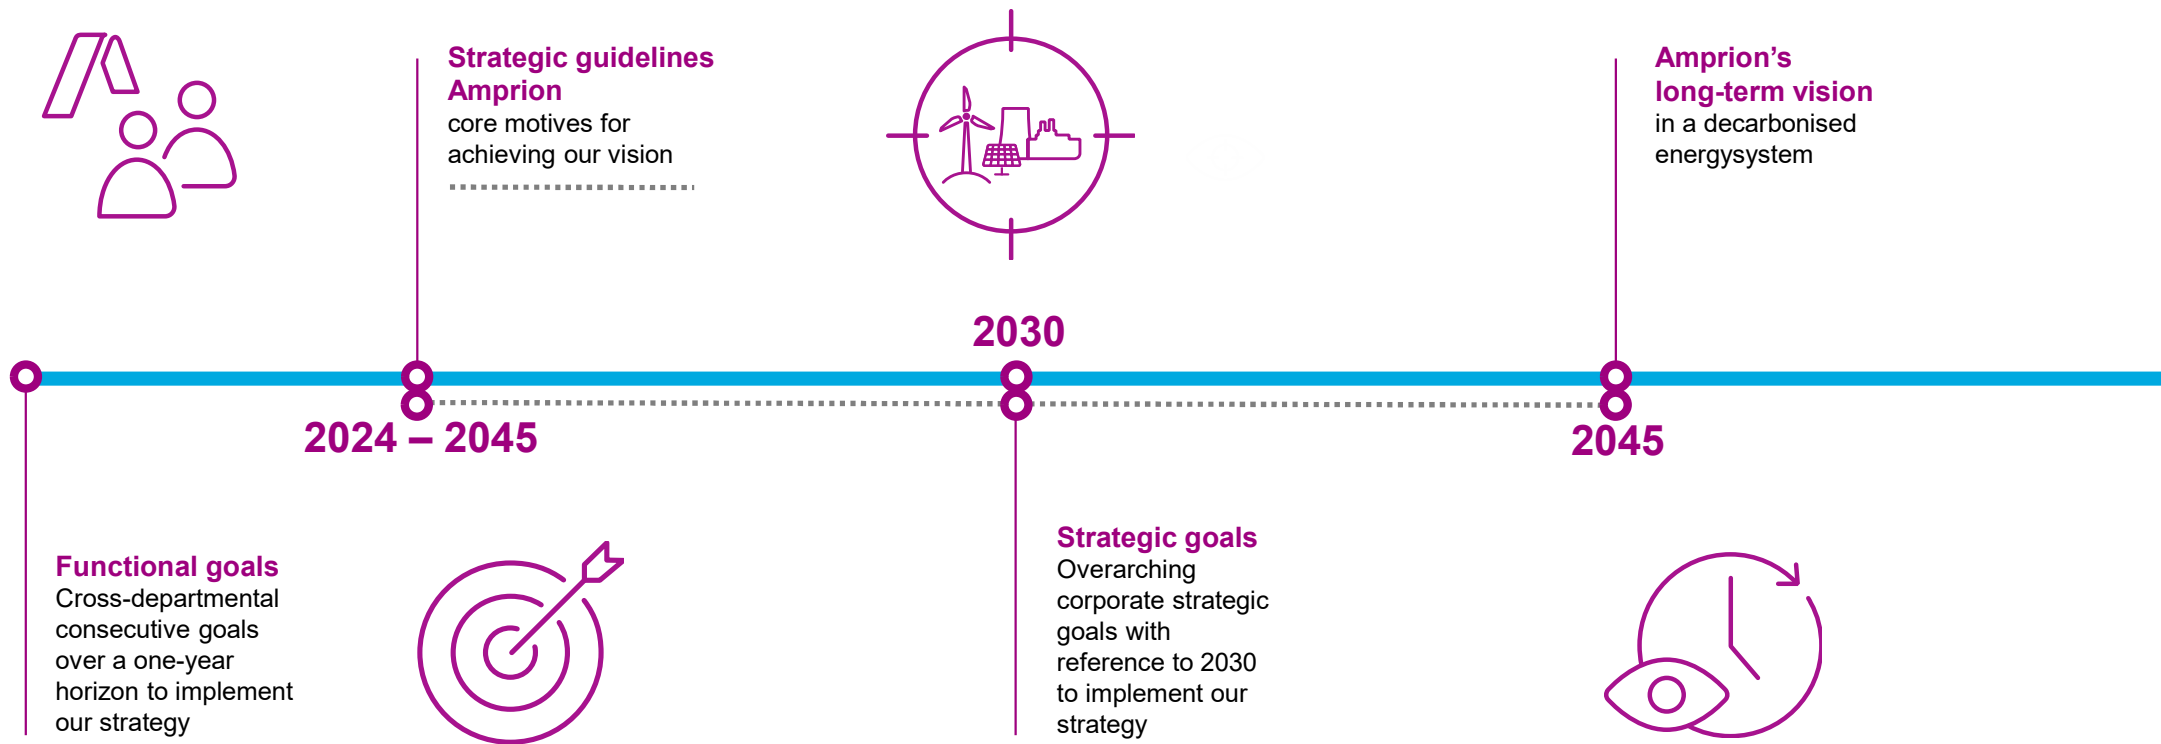 Strategic guidelines
Amprion
core motives for
achieving our vision
Amprion's
long-term vision
in a decarbonised
energysystem
2030
2024 – 2045
2045
Functional goals
Cross-departmental
consecutive goals
over a one-year
horizon to implement
our strategy
Strategic goals
Overarching
corporate strategic
goals with
reference to 2030
to implement our
strategy